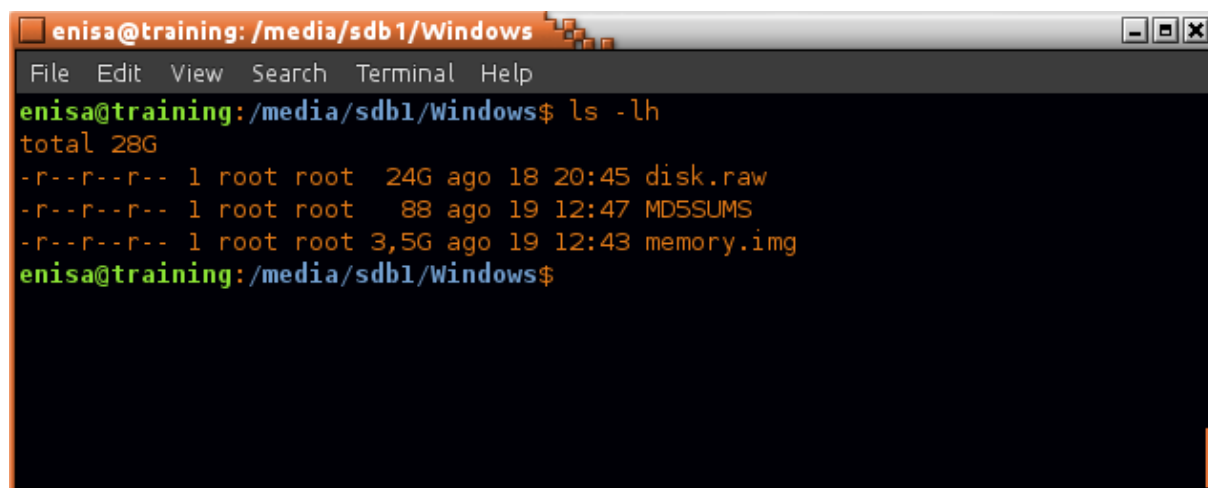 enisa@training: /media/sdb1/Windows
File Edit View Search Terminal Help
enisa@training:/media/sdb1/Windows$ ls -lh
total 28G
-r--r--r-- 1 root root  24G ago 18 20:45 disk.raw
-r--r--r-- 1 root root   88 ago 19 12:47 MD5SUMS
-r--r--r-- 1 root root 3,5G ago 19 12:43 memory.img
enisa@training:/media/sdb1/Windows$